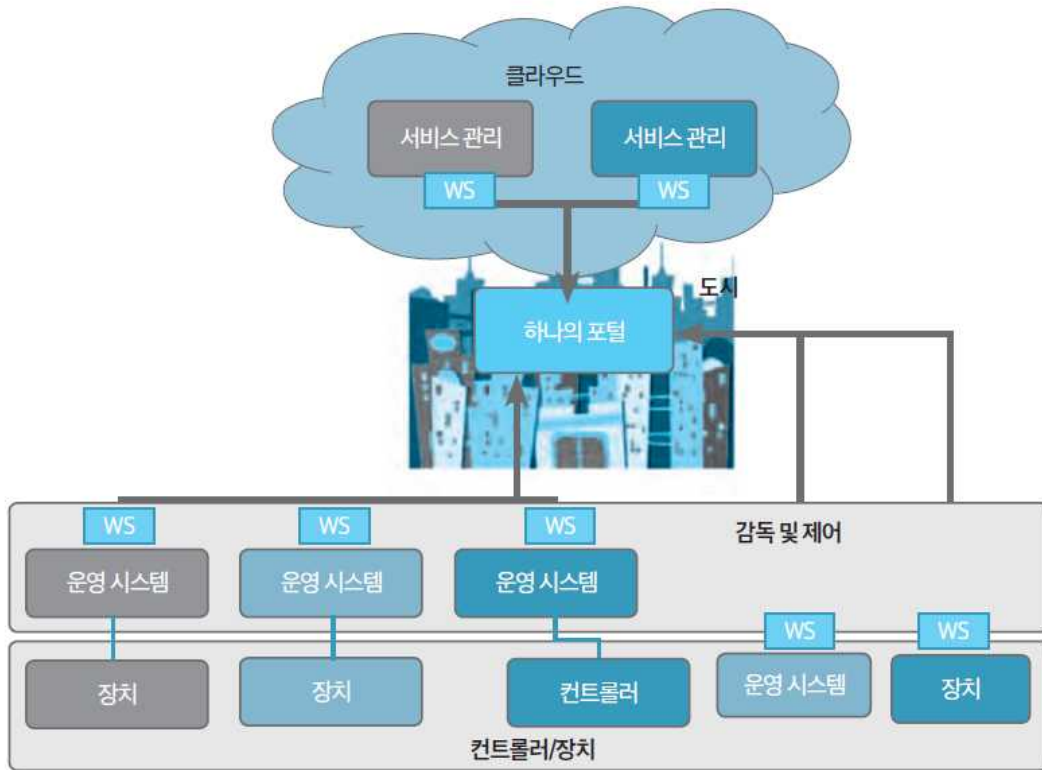 클라우드
서비스 관리
서비스 관리
WS
WS
도시
하나의 포털
WS
WS
WS
감독 및 제어
운영 시스템
운영 시스템
운영 시스템
WS
WS
장치
장치
컨트롤러
운영 시스템
장치
컨트롤러/장치